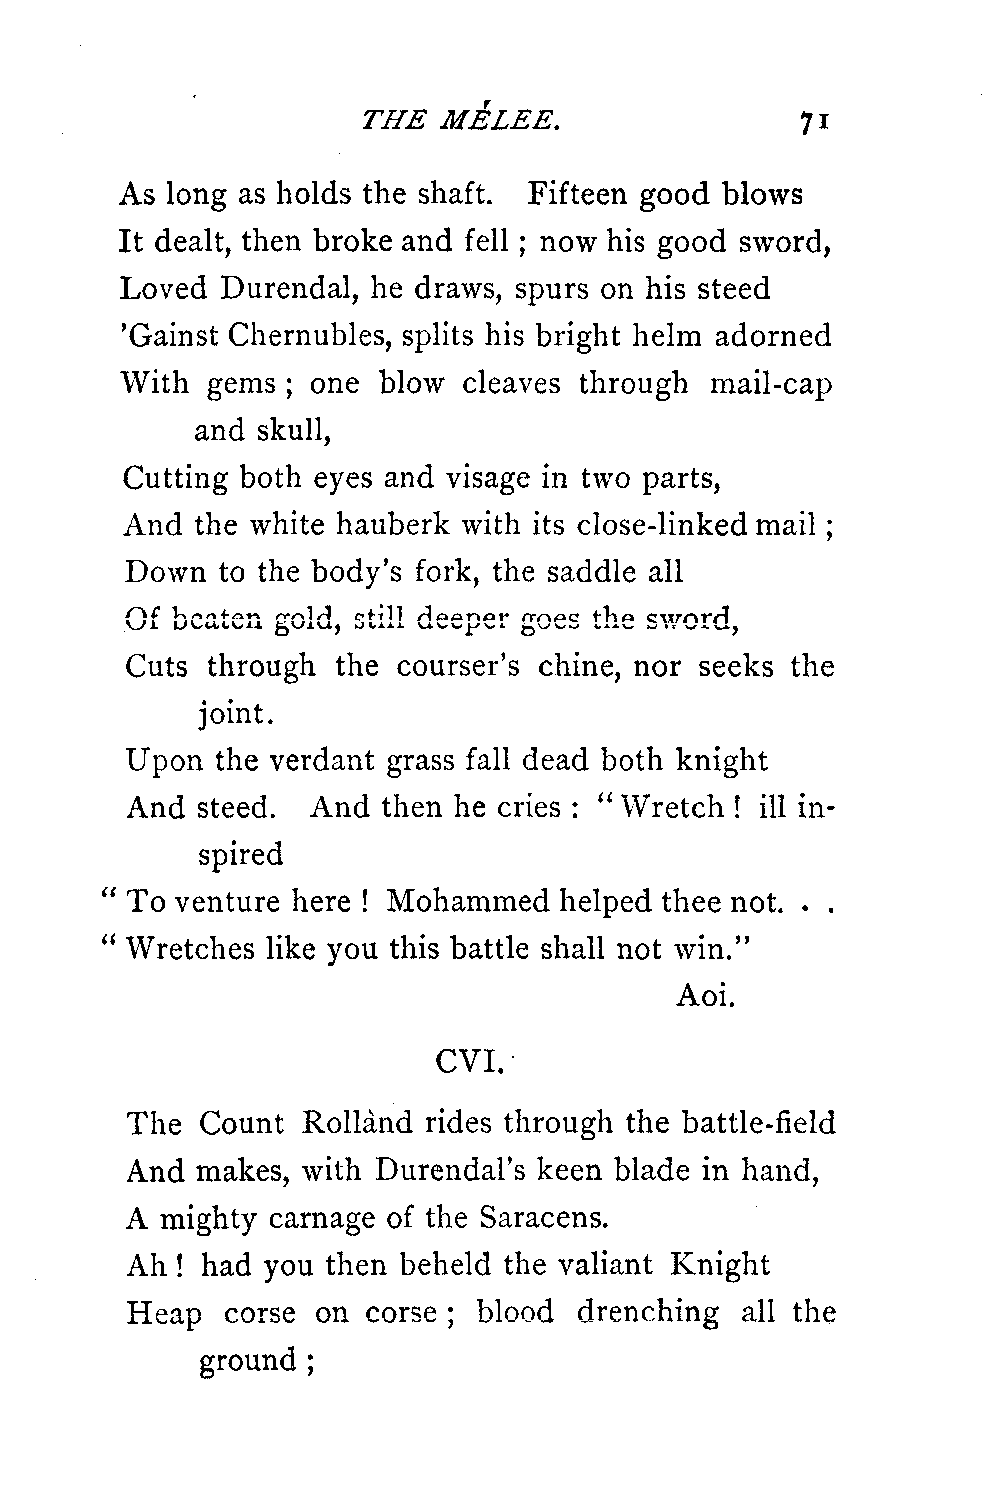 THE MÉLEE. 71
As long as holds the shaft. Fifteen good blows
It dealt, then broke and fell ; now his good sword,
Loved Durendal, he draws, spurs on his steed
'Gainst Chernubles, splits his bright helm adorned
With gems ; one blow cleaves through mail-cap
and skull,
Cutting both eyes and visage in two parts,
And the white hauberk with its close-linked mail ;
Down to the body's fork, the saddle all
Of beaten gold, still deeper goes the sword,
Cuts through the courser's chine, nor seeks the
joint.
Upon the verdant grass fall dead both knight
And steed. And then he cries : “ Wretch ! ill in-
spired
“ To venture here ! Mohammed helped thee not. . .
“ Wretches like you this battle shall not win.”
Aoi.
CVI.
The Count Rollànd rides through the battle-field
And makes, with Durendal's keen blade in hand,
A mighty carnage of the Saracens.
Ah ! had you then beheld the valiant Knight
Heap corse on corse ; blood drenching all the
ground ;